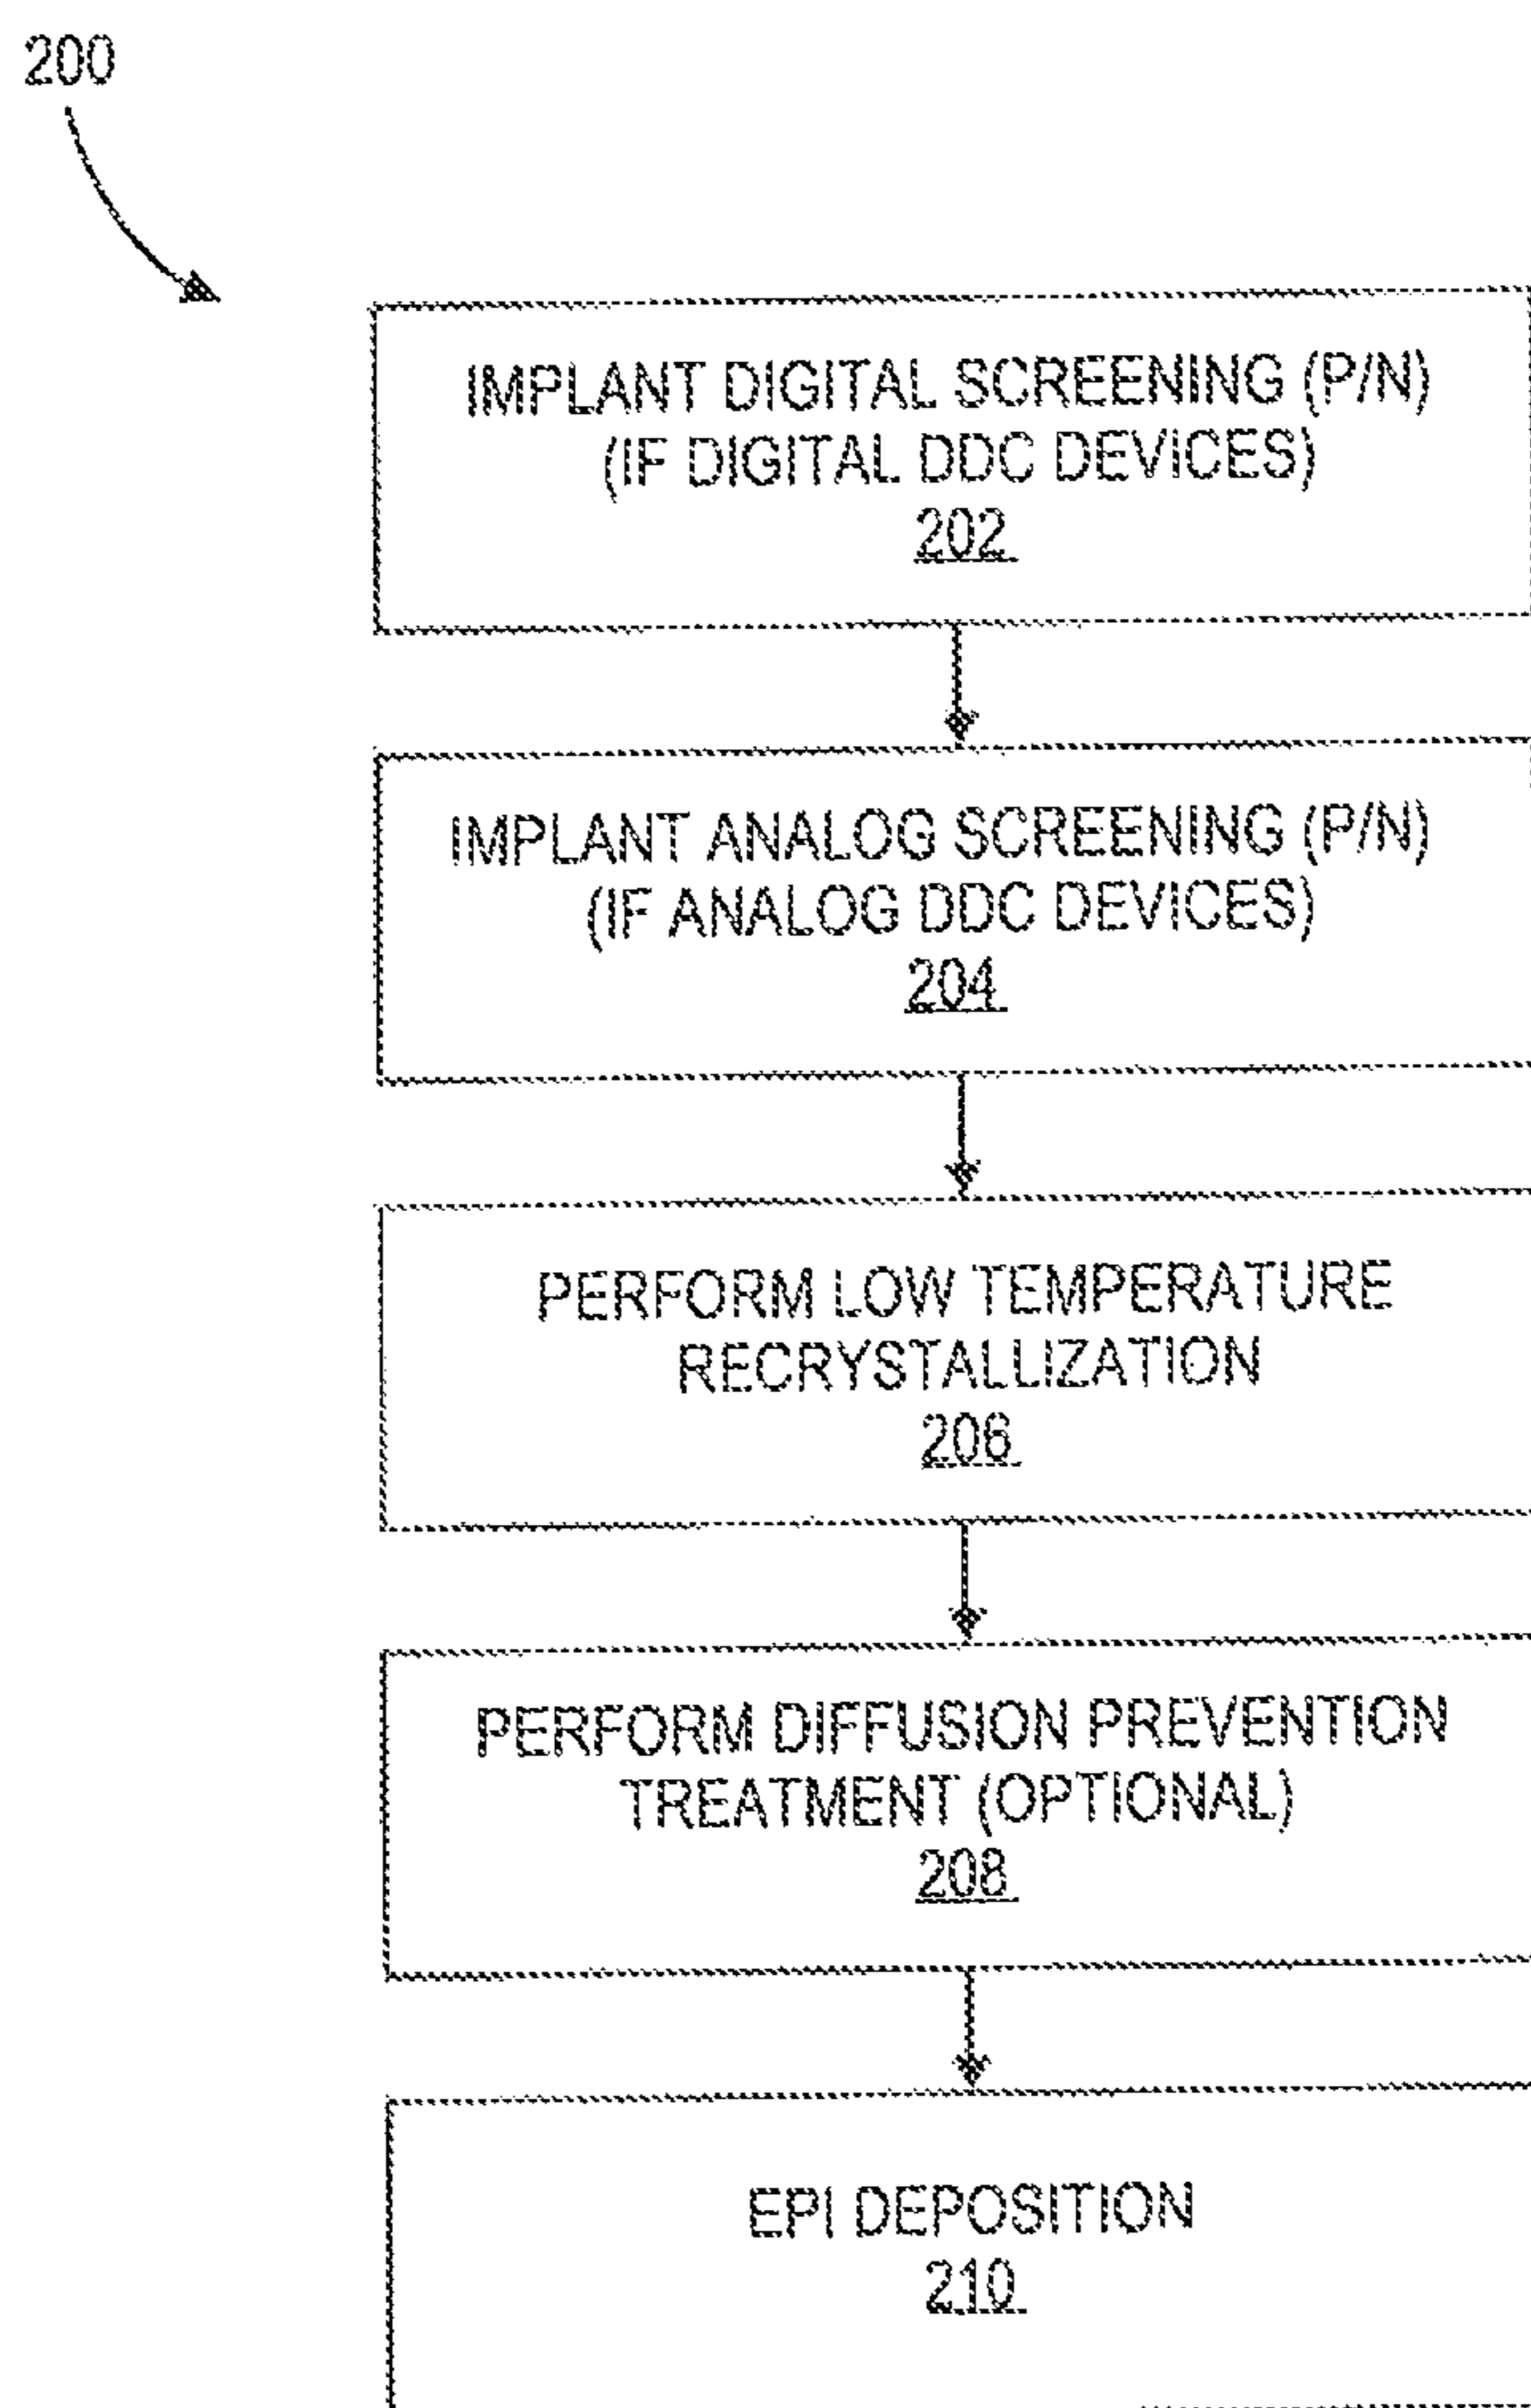 200
IMPLANT DIGITAL SCREENING (P/N)
(IF DIGITAL DDC DEVICES)
202
IMPLANT ANALOG SCREENING (P/N)
(IF ANALOG DDC DEVICES)
204
PERFORM LOW TEMPERATURE
RECRYSTALLIZATION
206
PERFORM DIFFUSION PREVENTION
TREATMENT (OPTIONAL)
208
EPI DEPOSITION
210